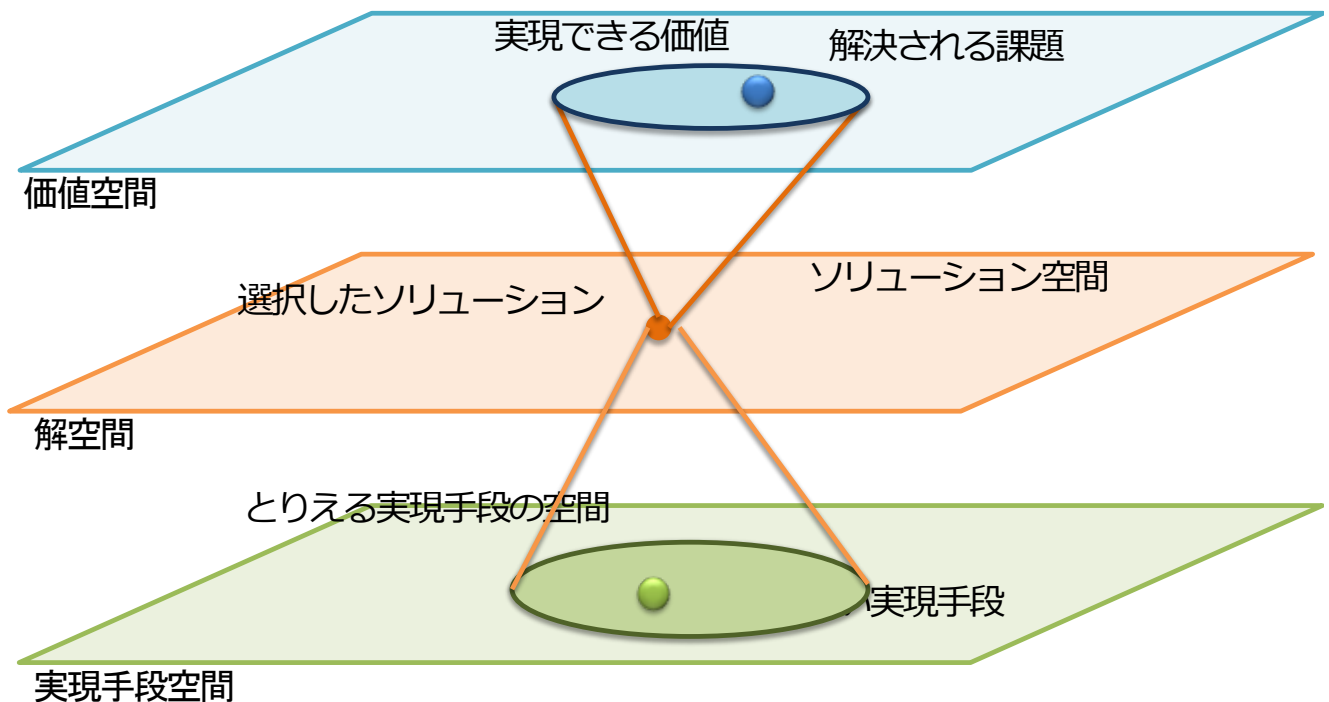 実現できる価値
解決される課題
価値空間
選択したソリューション
ソリューション空間
解空間
とりえる実現手段の空間
実現手段
実現手段空間